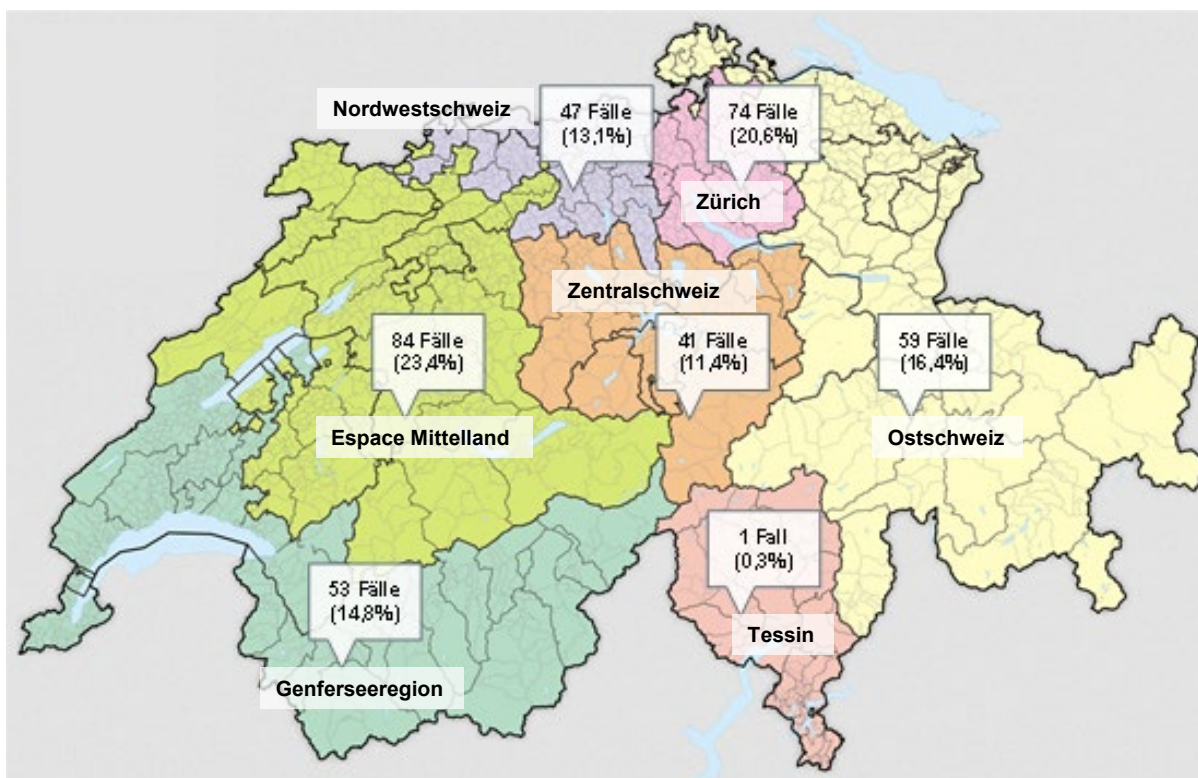 Nordwestschweiz
47 Fälle
(13,1%)
74 Fälle
(20,6%)
Zürich
Zentralschweiz
84 Fälle
(23,4%)
Espace Mittelland
41 Fälle
(11,4%)
59 Fälle
(16,4%)
Ostschweiz
1 Fall
(0,3%)
Tessin
53 Fälle
(14,8%)
Genferseeregion